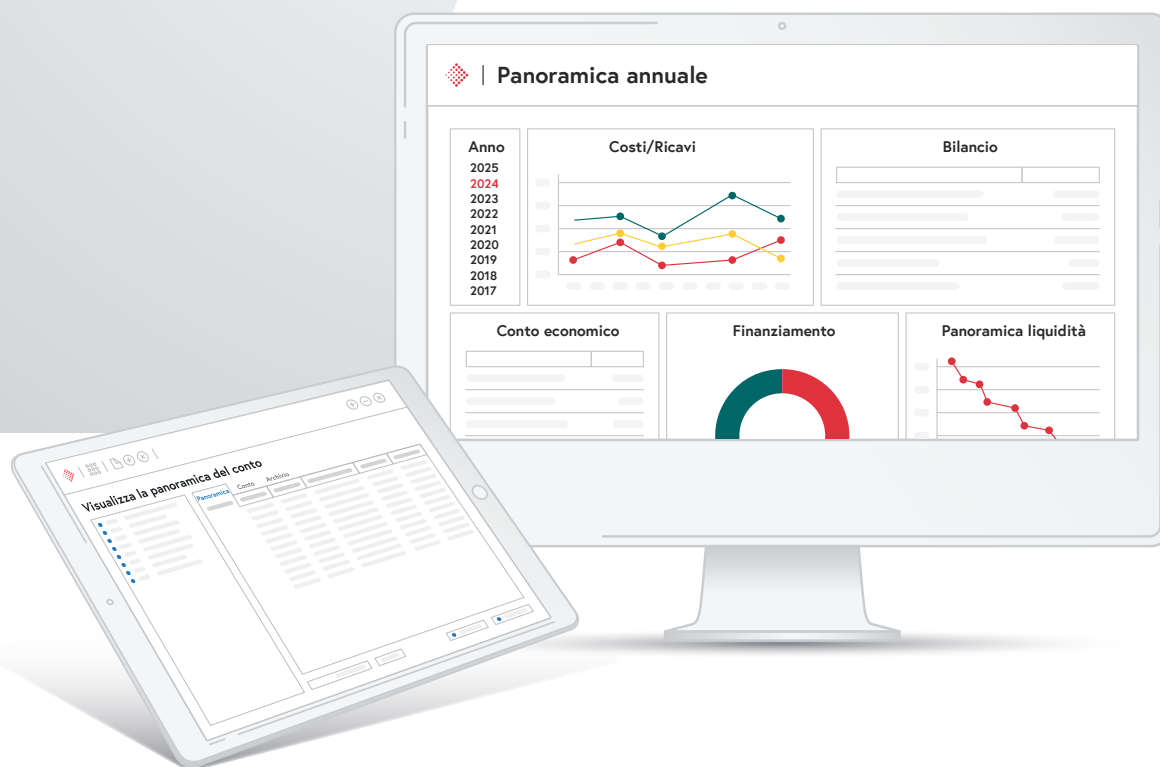 Panoramica annuale
Anno
2025
2024
2023
2022
2021
2020
2019
2018
2017
Costi/Ricavi
Bilancio
Conto economico
Finanziamento
Panoramica liquidità
Visualizza la panoramica del conto
Panoramica
Conto
Archivio